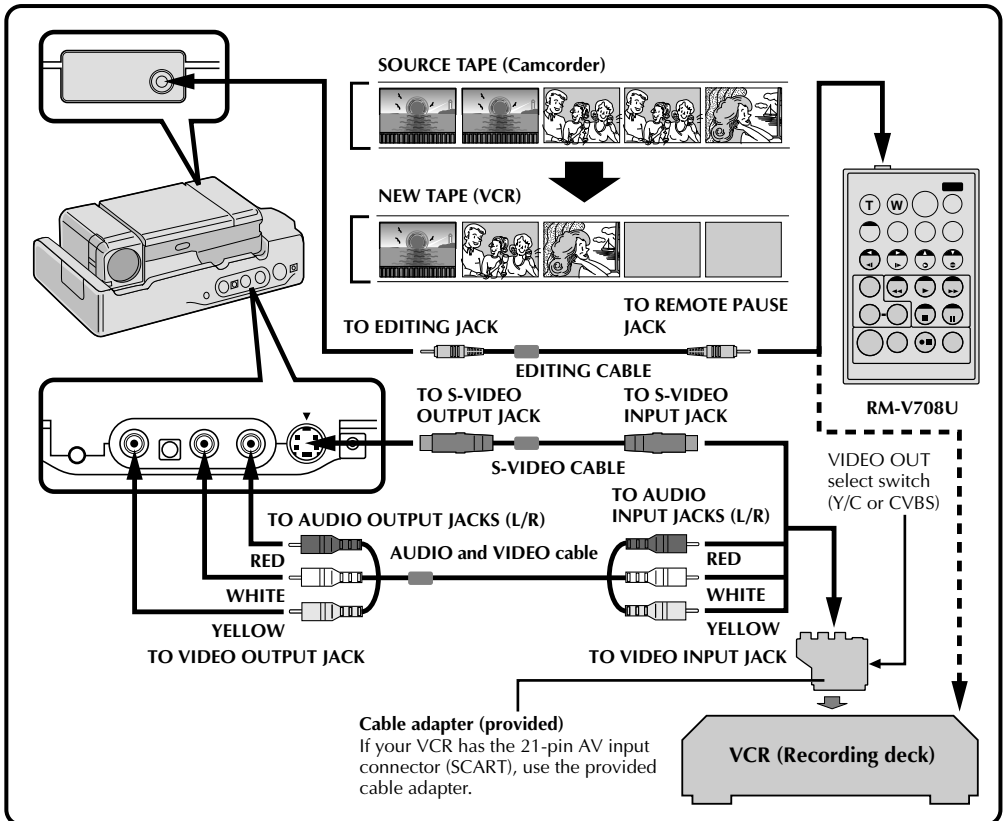 SOURCE TAPE (Camcorder)
NEW TAPE (VCR)
T
W
TO EDITING JACK
TO REMOTE PAUSE
JACK
EDITING CABLE
RM-V708U
TO S-VIDEO
OUTPUT JACK
TO S-VIDEO
INPUT JACK
S-VIDEO CABLE
VIDEO OUT
select switch
(Y/C or CVBS)
TO AUDIO OUTPUT JACKS (L/R)
TO AUDIO
INPUT JACKS (L/R)
AUDIO and VIDEO cable
RED
RED
WHITE
WHITE
YELLOW
YELLOW
TO VIDEO OUTPUT JACK
TO VIDEO INPUT JACK
Cable adapter (provided)
If your VCR has the 21-pin AV input
connector (SCART), use the provided
cable adapter.
VCR (Recording deck)